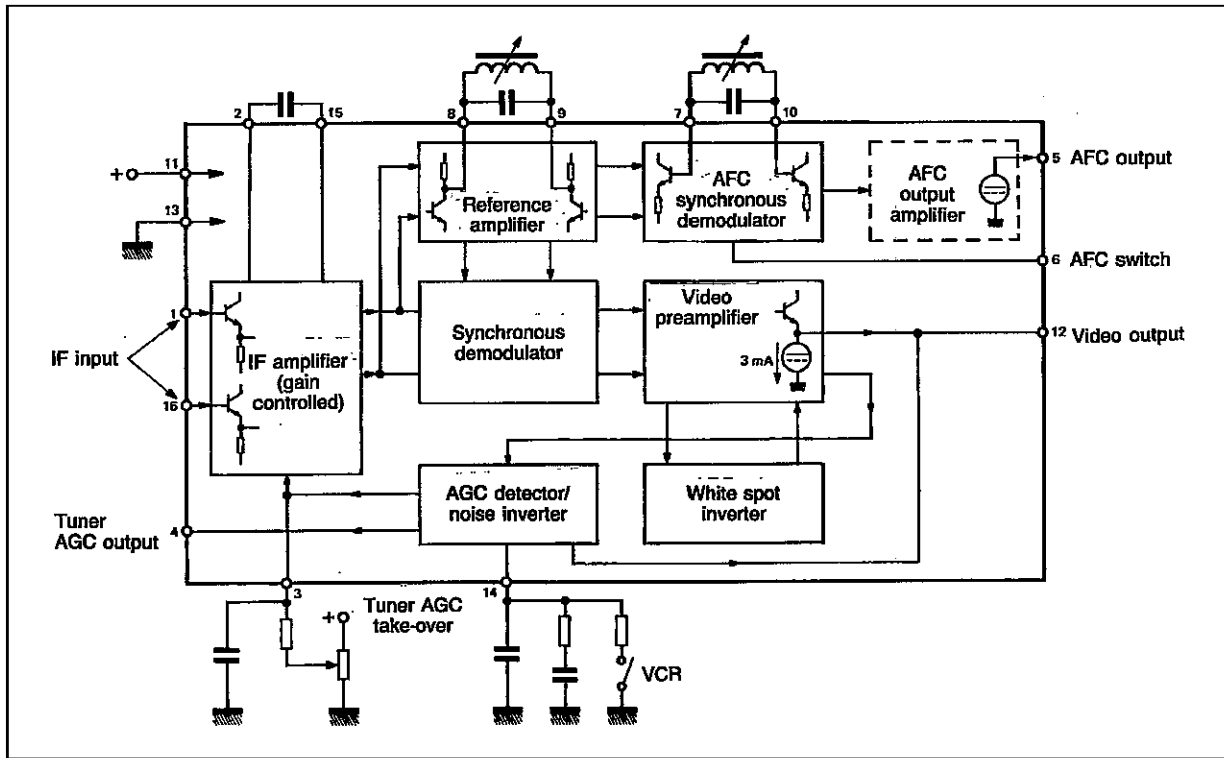 2
15
8
9
7
10
11
+
13
Reference
amplifier
AFC
synchronous
demodulator
AFC
output
amplifier
5 AFC output
6 AFC switch
1
IF input
16
IF amplifier
(gain
controlled)
Synchronous
demodulator
Video
preamplifier
3 mA
12 Video output
AGC detector/
noise inverter
White spot
inverter
Tuner
AGC output
4
3
14
Tuner AGC
take-over
+
VCR